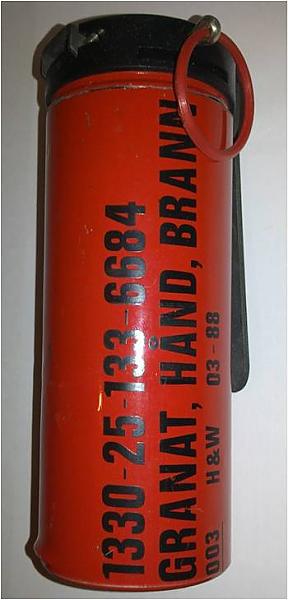 1330-25-133-6684
GRANAT, HÅND, BRANN
003 H&W 03-88